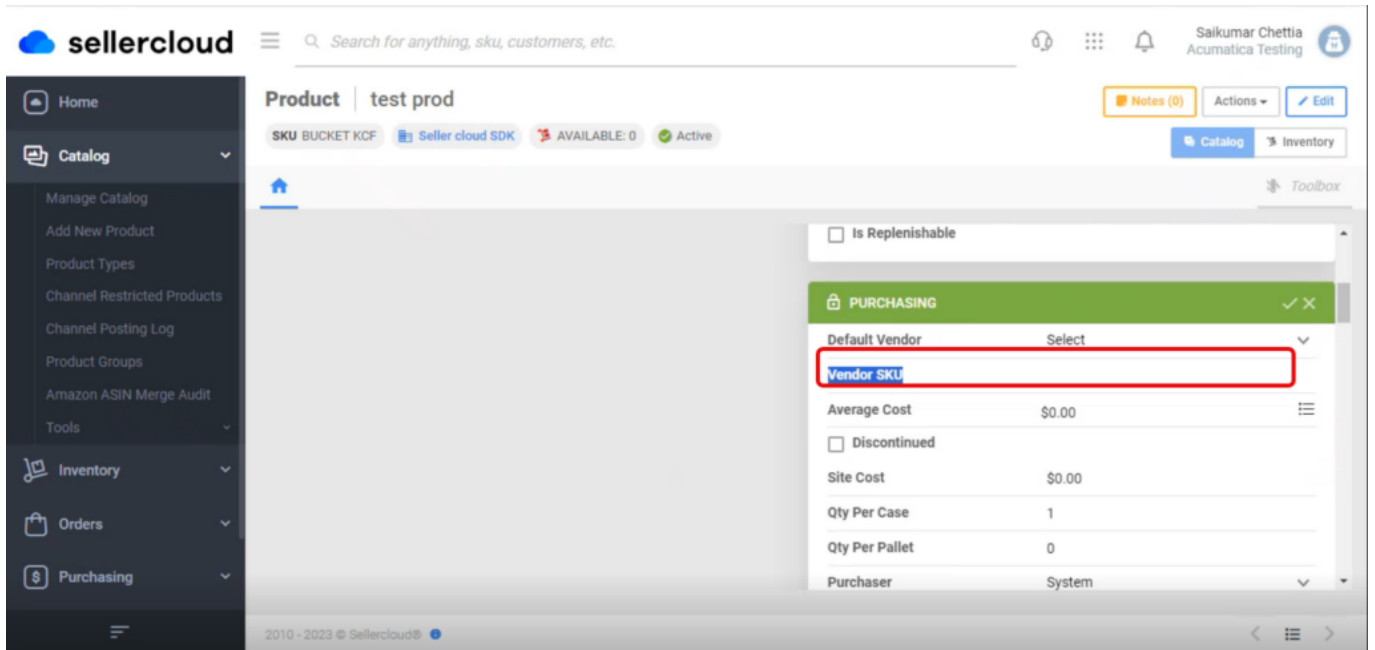 sellercloud
Search for anything, sku, customers, etc.
Saikumar Chettia
Acumatica Testing
Home
Catalog
Manage Catalog
Add New Product
Product Types
Channel Restricted Products
Channel Posting Log
Product Groups
Amazon ASIN Merge Audit
Tools
Inventory
Orders
Purchasing
Product | test prod
Notes (0) Actions Edit
SKU BUCKET KCF Seller cloud SDK AVAILABLE: 0 Active
Catalog Inventory
Toolbox
Is Replenishable
PURCHASING
Default Vendor Select
Vendor SKU
Average Cost $0.00
Discontinued
Site Cost $0.00
Qty Per Case 1
Qty Per Pallet 0
Purchaser System
2010 - 2023 © Sellercloud®